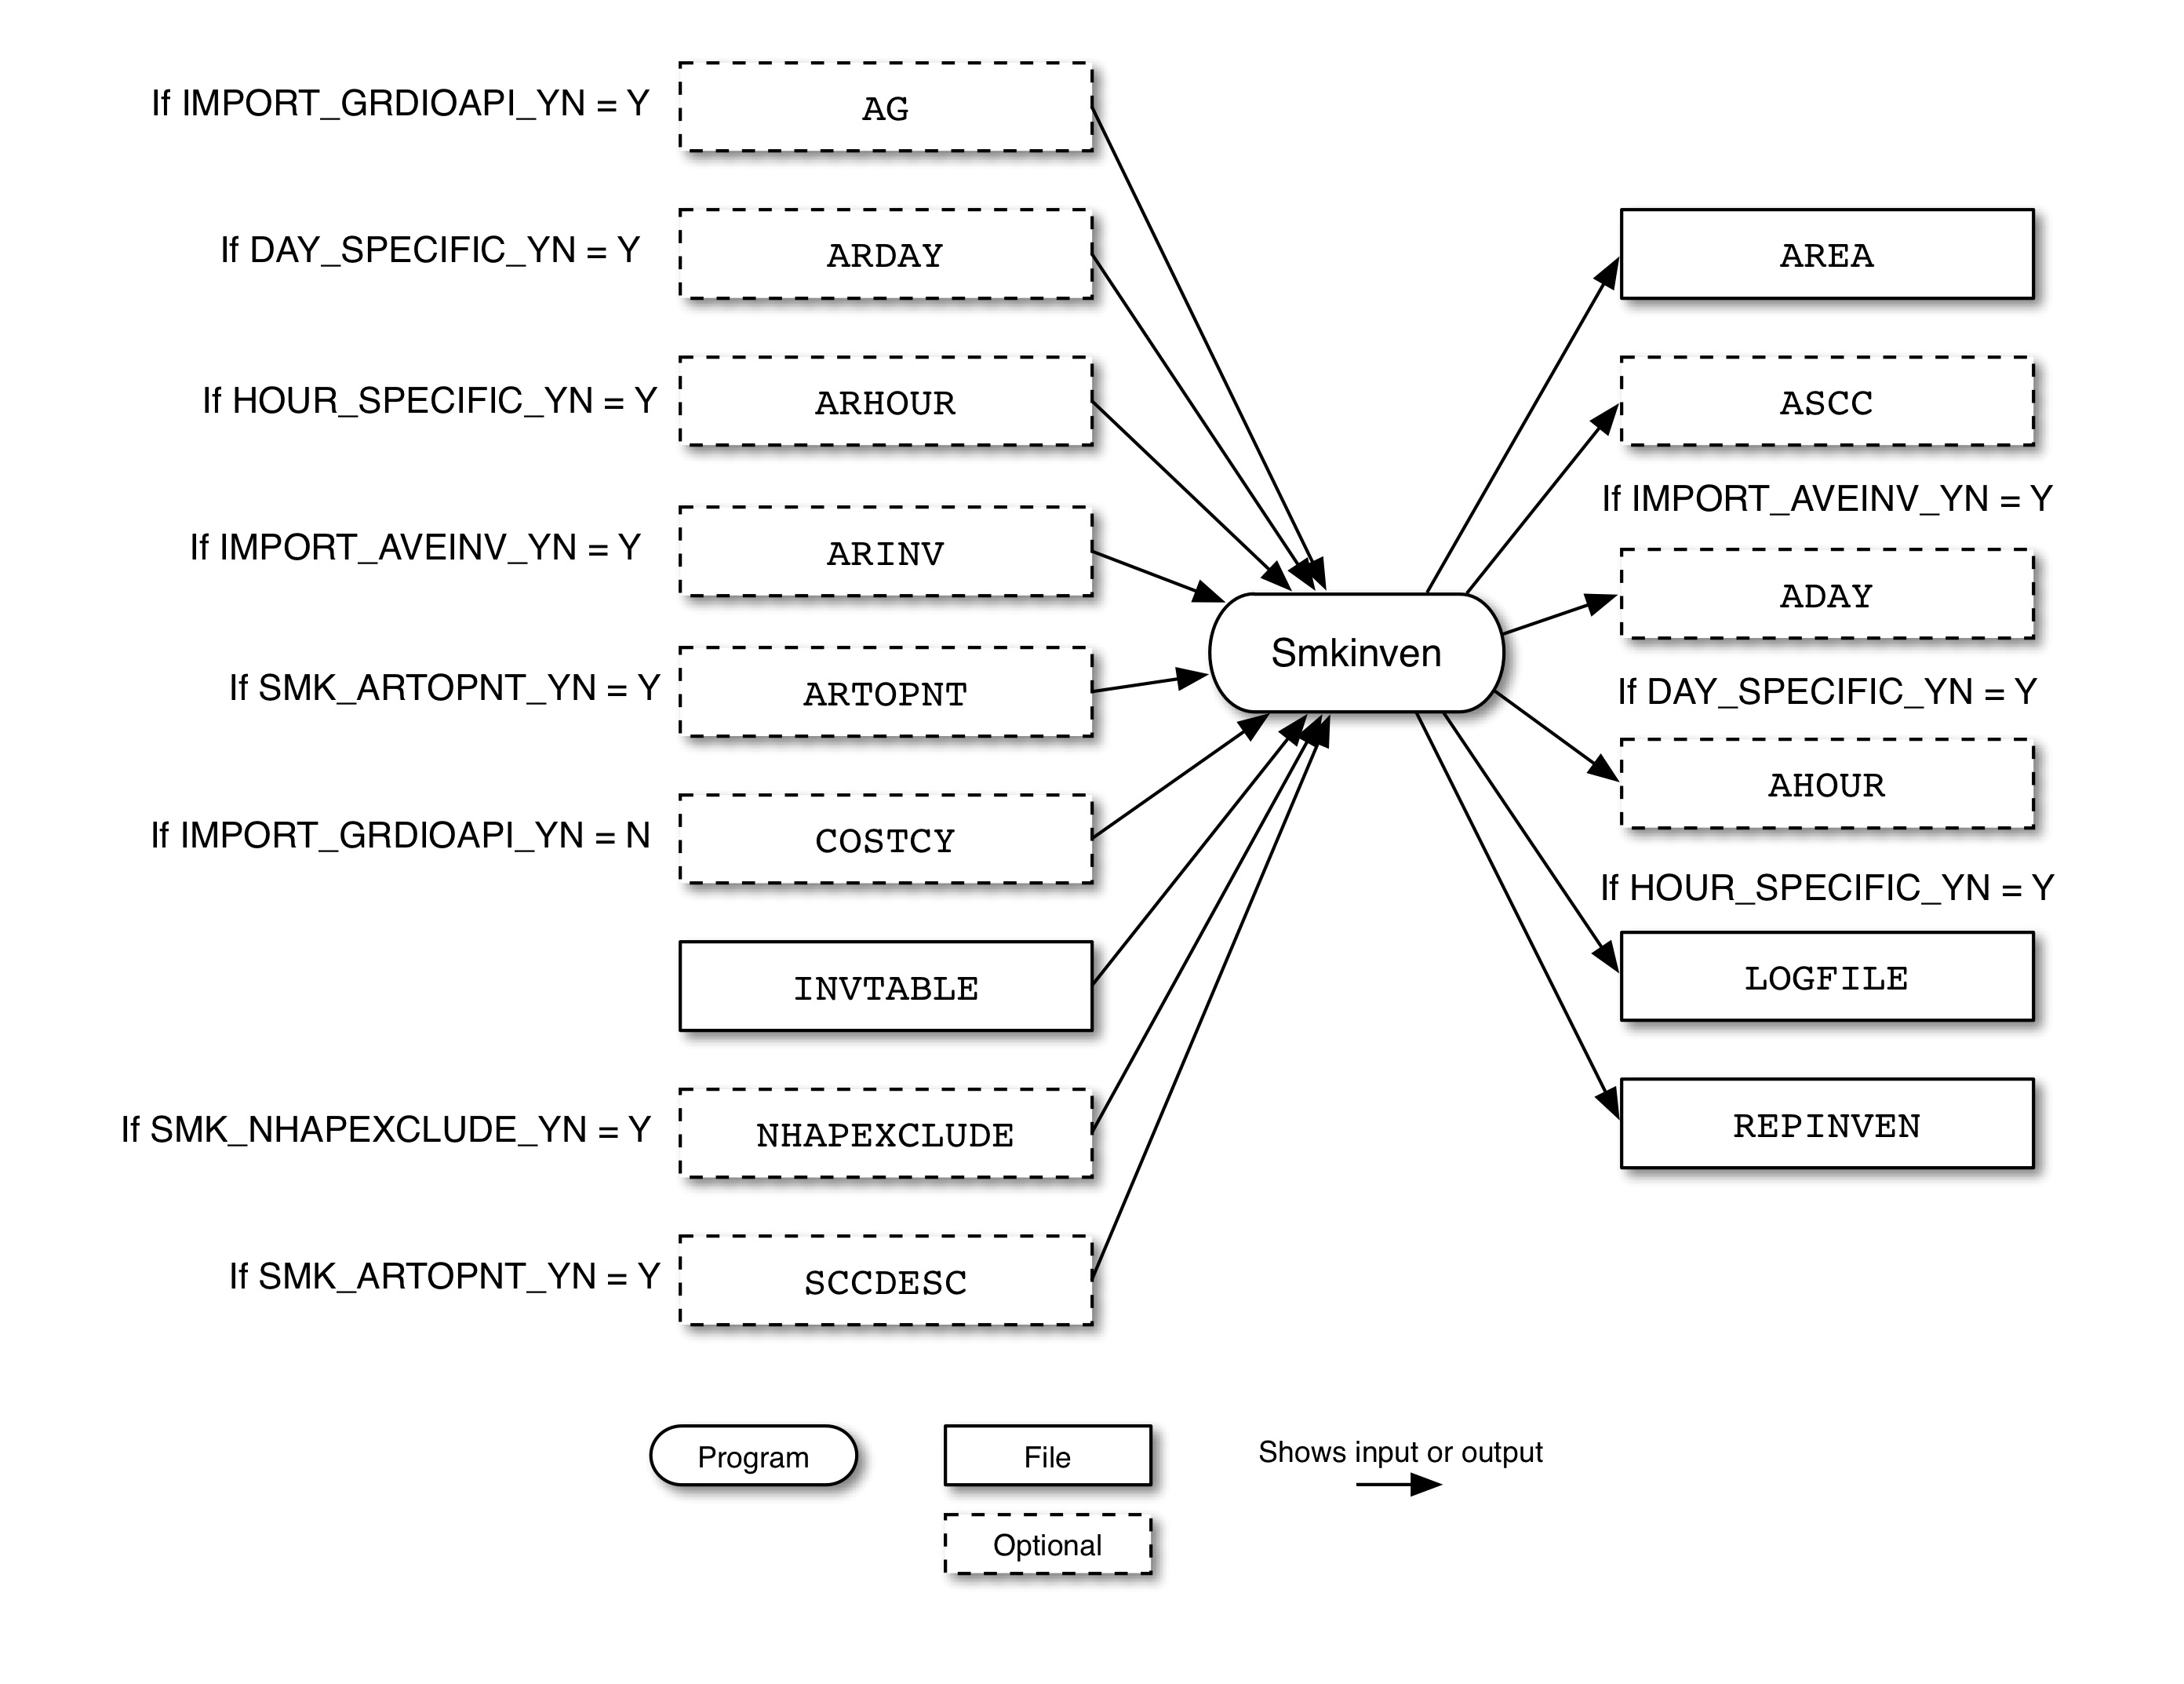 If IMPORT_GRDIOAPI_YN = Y
AG
If DAY_SPECIFIC_YN = Y
ARDAY
If HOUR_SPECIFIC_YN = Y
ARHOUR
If IMPORT_AVEINV_YN = Y
ARINV
If SMK_ARTOPNT_YN = Y
ARTOPNT
If IMPORT_GRDIOAPI_YN = N
COSTCY
INVTABLE
If SMK_NHAPEXCLUDE_YN = Y
NHAPEXCLUDE
If SMK_ARTOPNT_YN = Y
SCCDESC
Smkinven
AREA
ASCC
If IMPORT_AVEINV_YN = Y
ADAY
If DAY_SPECIFIC_YN = Y
AHOUR
If HOUR_SPECIFIC_YN = Y
LOGFILE
REPINVEN
Program
File
Shows input or output
Optional